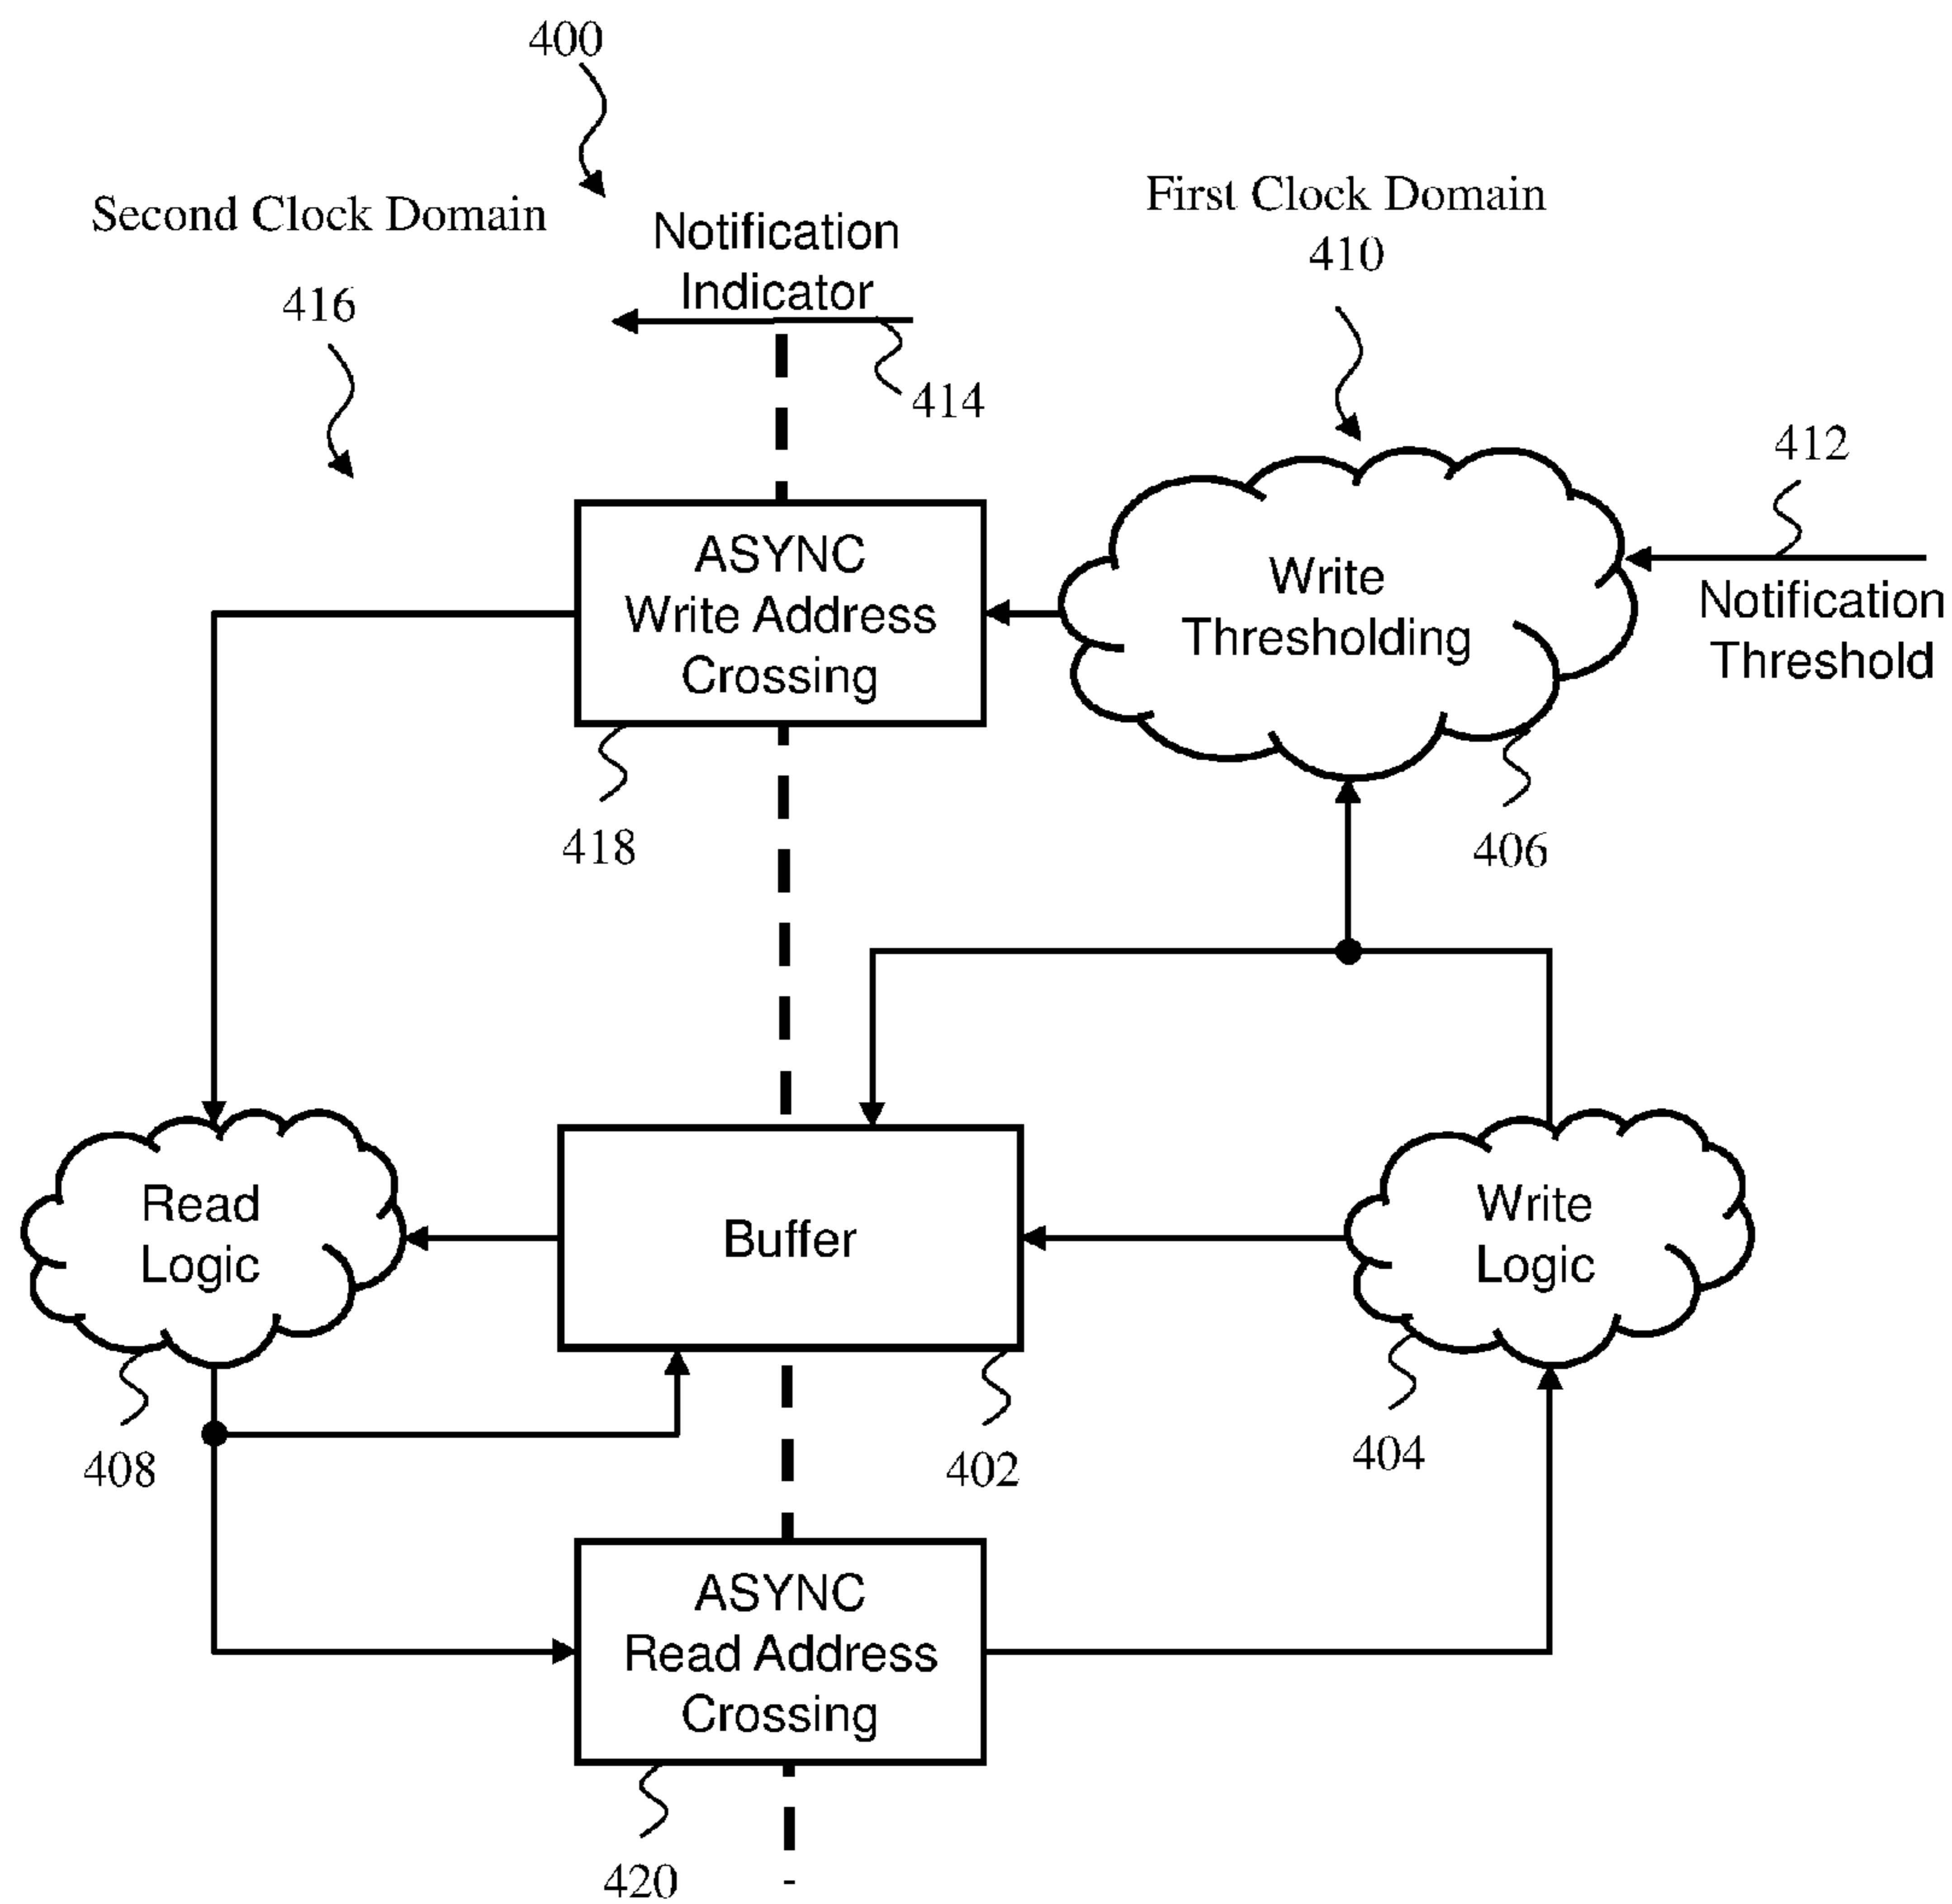 400
Second Clock Domain
416
Notification
Indicator
414
First Clock Domain
410
412
Notification
Threshold
ASYNC
Write Address
Crossing
418
Write
Thresholding
406
Read
Logic
408
Buffer
402
Write
Logic
404
ASYNC
Read Address
Crossing
420